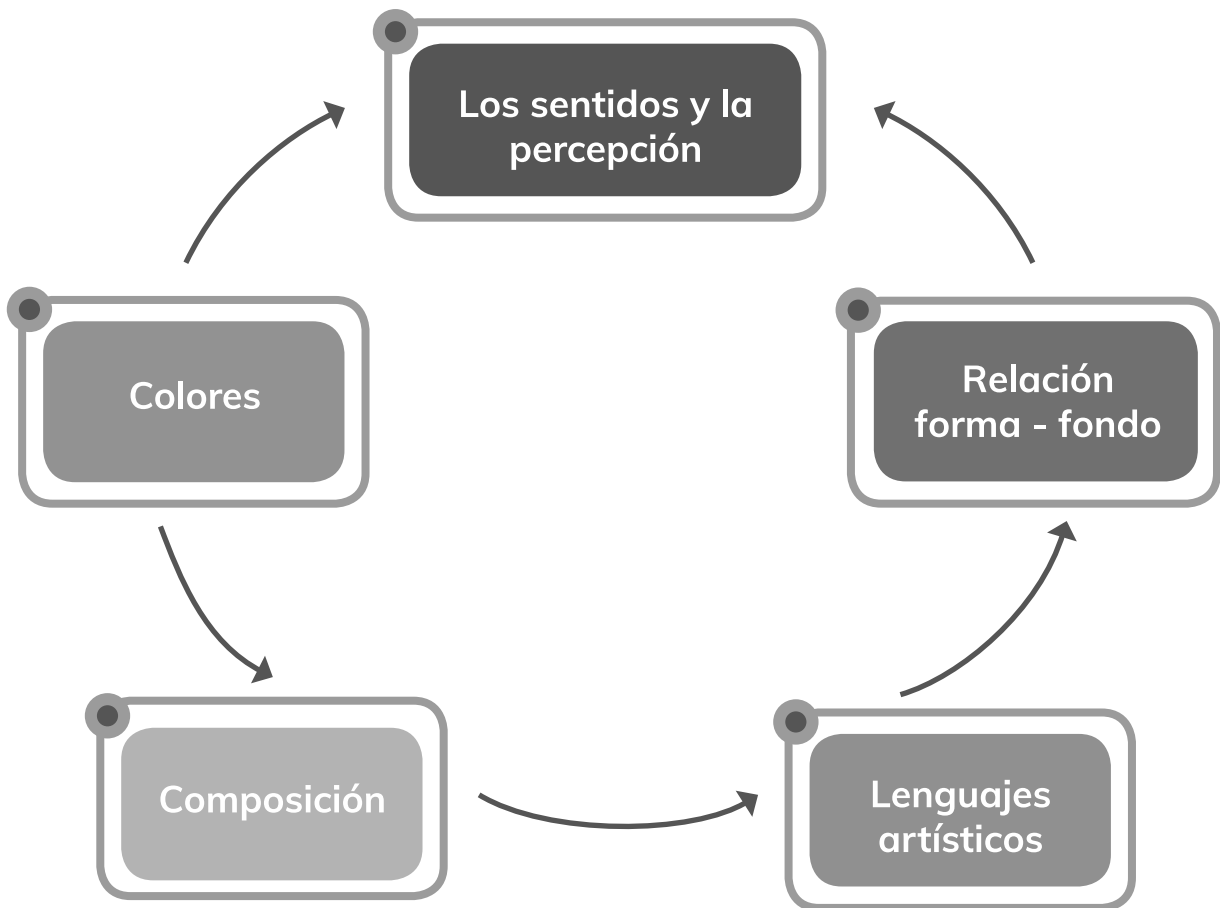 Los sentidos y la
percepción
Colores
Relación
forma - fondo
Composición
Lenguajes
artísticos